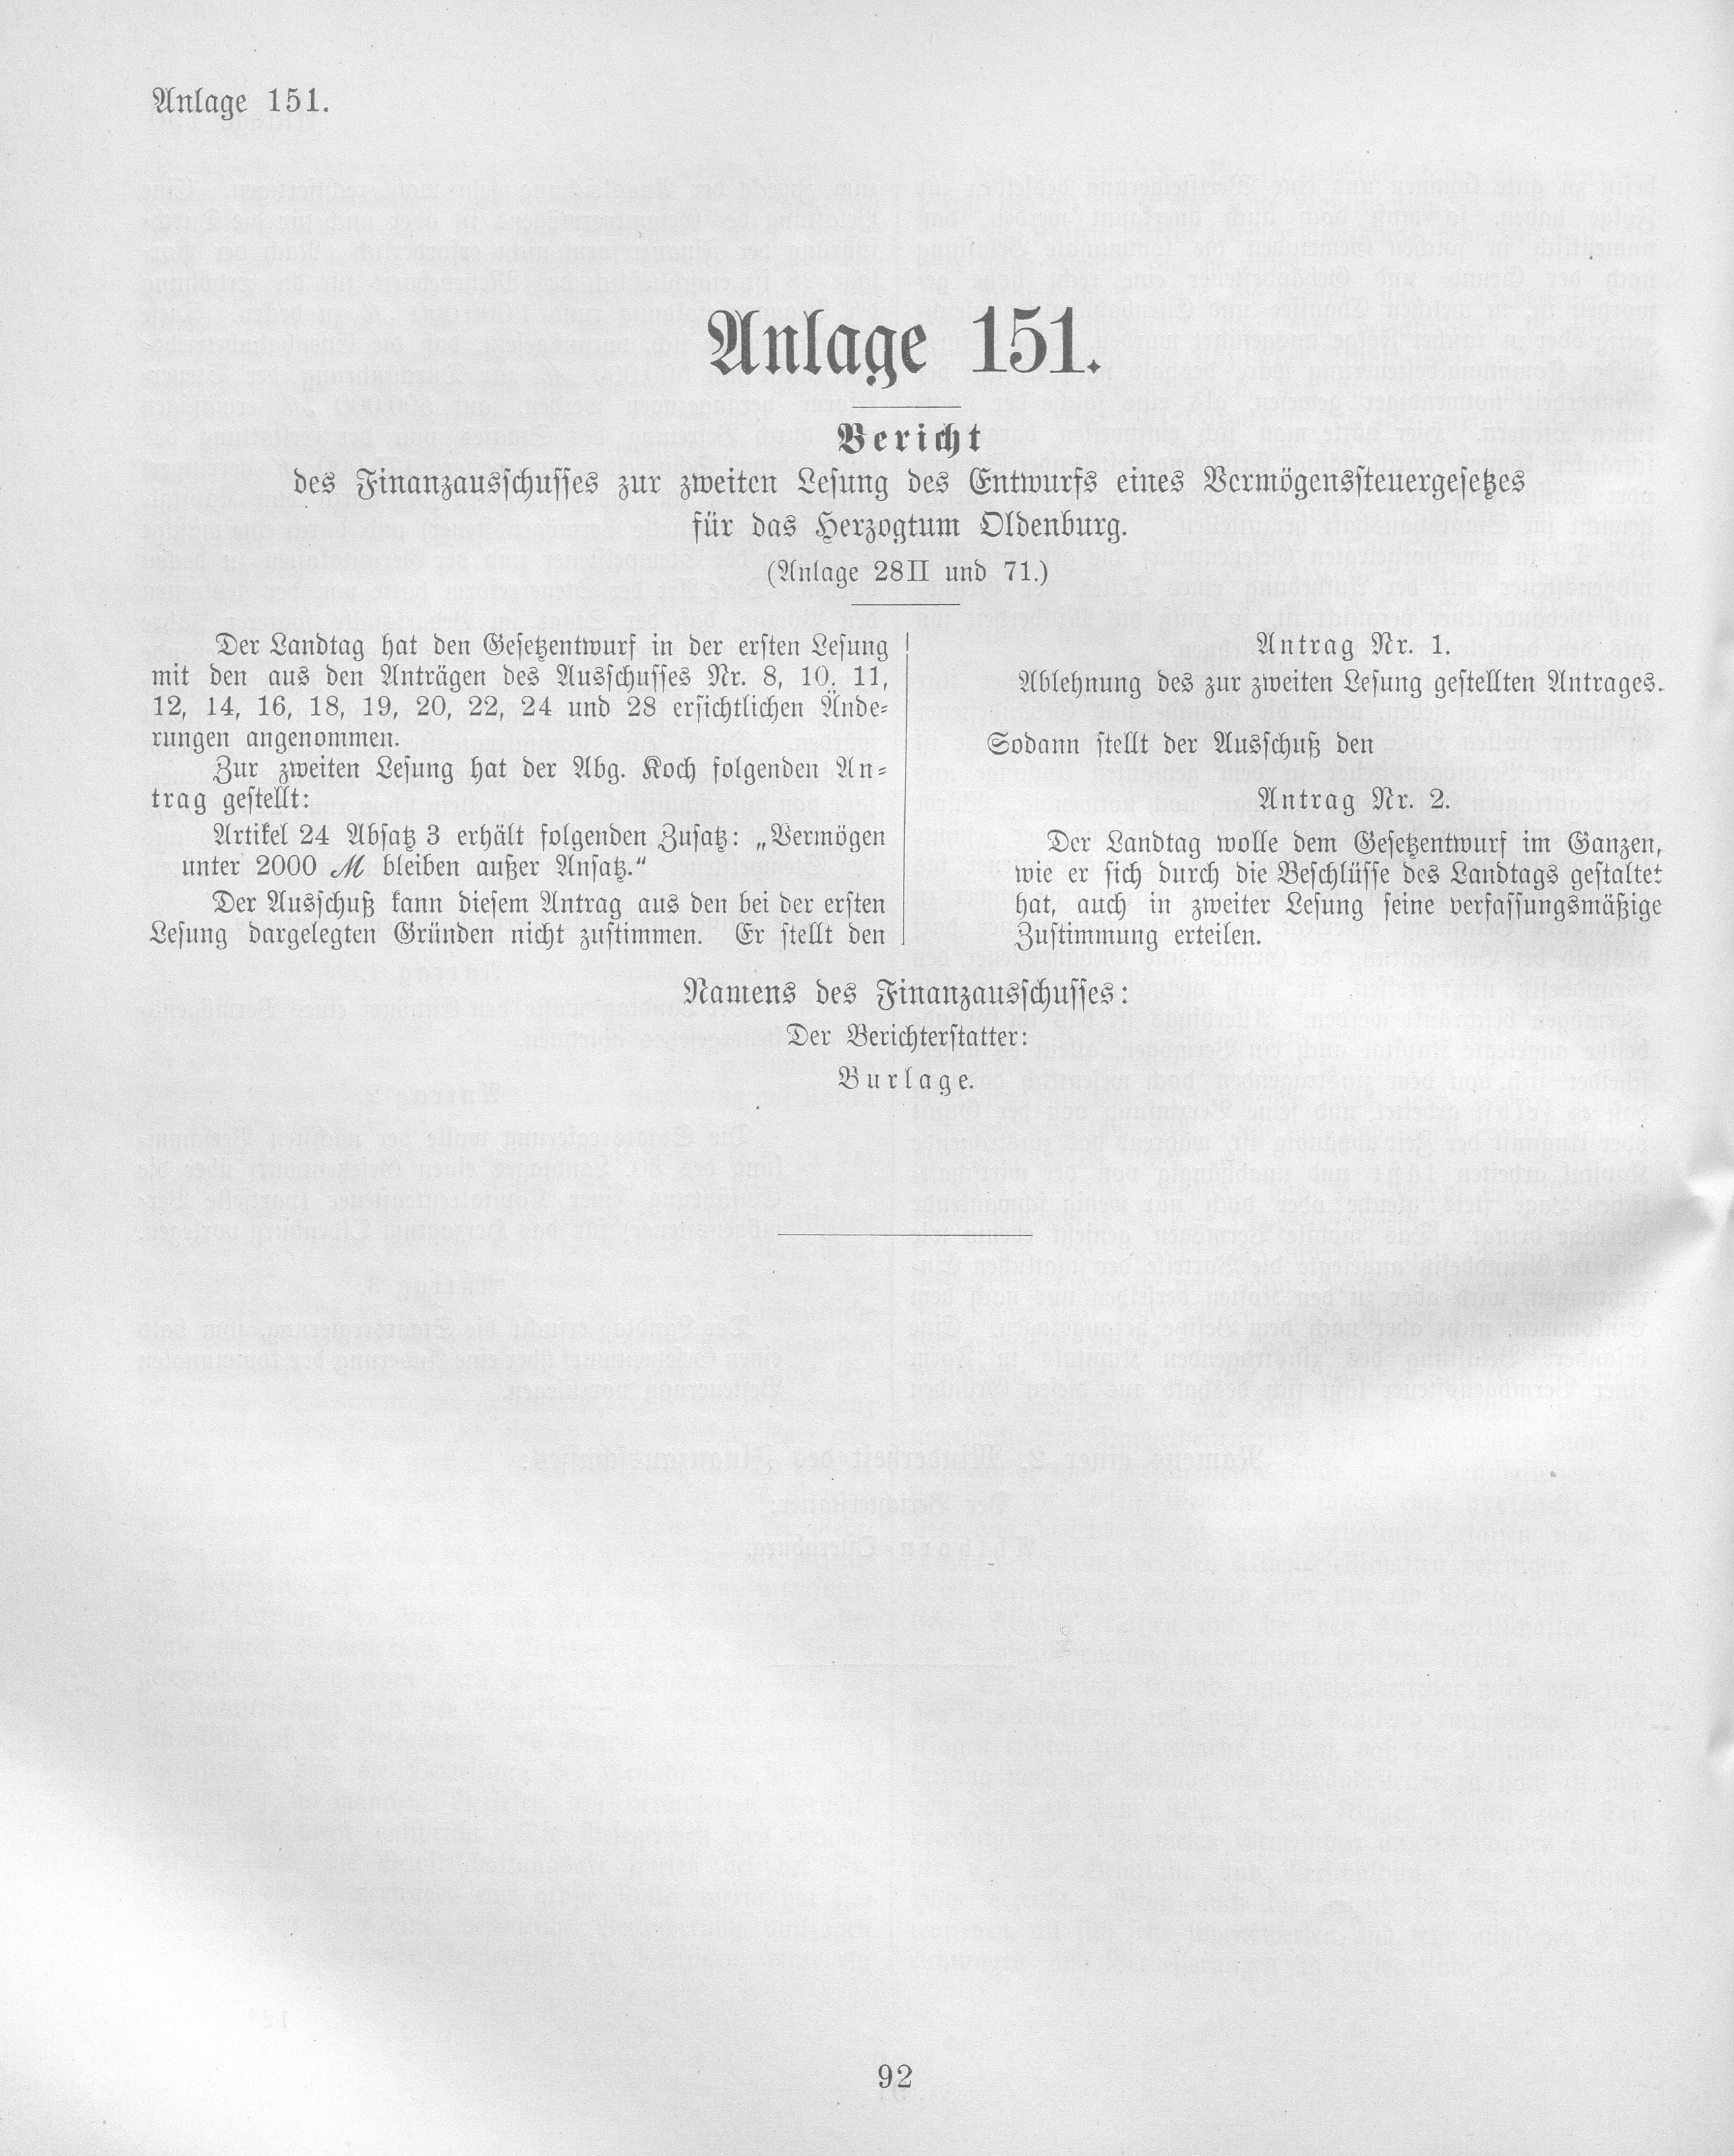 Anlage 151.
Anlage 151.
Bericht
des Finanzausschusses zur zweiten Lesung des Entwurfs eines Vermögenssteuergesetzes
für das Herzogtum Oldenburg.
(Anlage 28II und 71.)
Der Landtag hat den Gesetzentwurf in der ersten Lesung
mit den aus den Anträgen des Ausschusses Nr. 8, 10, 11,
12, 14, 16, 18, 19, 20, 22, 24 und 28 ersichtlichen Ände-
rungen angenommen.
Zur zweiten Lesung hat der Abg. Koch folgenden An-
trag gestellt:
Artikel 24 Absatz 3 erhält folgenden Zusatz: „Vermögen
unter 2000 ℳ bleiben außer Ansatz.“
Der Ausschuß kann diesem Antrag aus den bei der ersten
Lesung dargelegten Gründen nicht zustimmen. Er stellt den
Antrag Nr. 1.
Ablehnung des zur zweiten Lesung gestellten Antrages.
Sodann stellt der Ausschuß den
Antrag Nr. 2.
Der Landtag wolle dem Gesetzentwurf im Ganzen,
wie er sich durch die Beschlüsse des Landtags gestaltet
hat, auch in zweiter Lesung seine verfassungsmäßige
Zustimmung erteilen.
Namens des Finanzausschusses:
Der Berichterstatter:
Burlage.
92